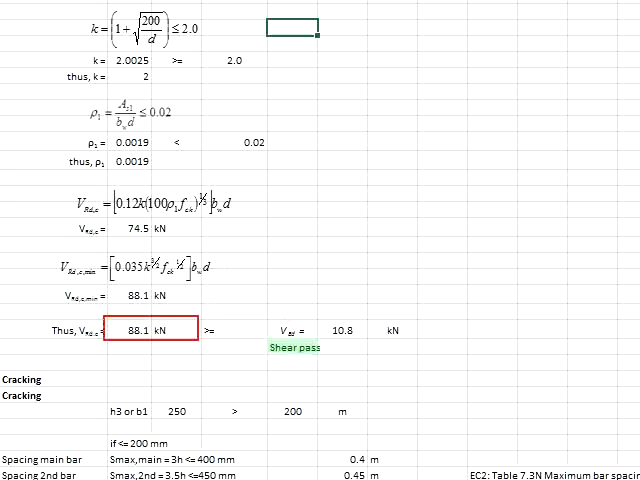 k = (1 + √(200/d)) ≤ 2.0
k = 2.0025 >= 2.0
thus, k = 2
ρ₁ = A_s1 / b_w d ≤ 0.02
ρ₁ = 0.0019 < 0.02
thus, ρ₁ 0.0019
V_Rd,c = [0.12k(100ρ₁f_ck)^⅓]b_w d
V_Rd,c = 74.5 kN
V_Rd,c,min = [0.035k^3/2 f_ck^½]b_w d
V_Rd,c,min = 88.1 kN
Thus, V_Rd,c = 88.1 kN >= V_Ed = 10.8 kN
Shear pass
Cracking
Cracking
h3 or b1 250 > 200 m
if <= 200 mm
Spacing main bar Smax,main = 3h <= 400 mm 0.4 m
Spacing 2nd bar Smax,2nd = 3.5h <=450 mm 0.45 m EC2: Table 7.3N Maximum bar spacin